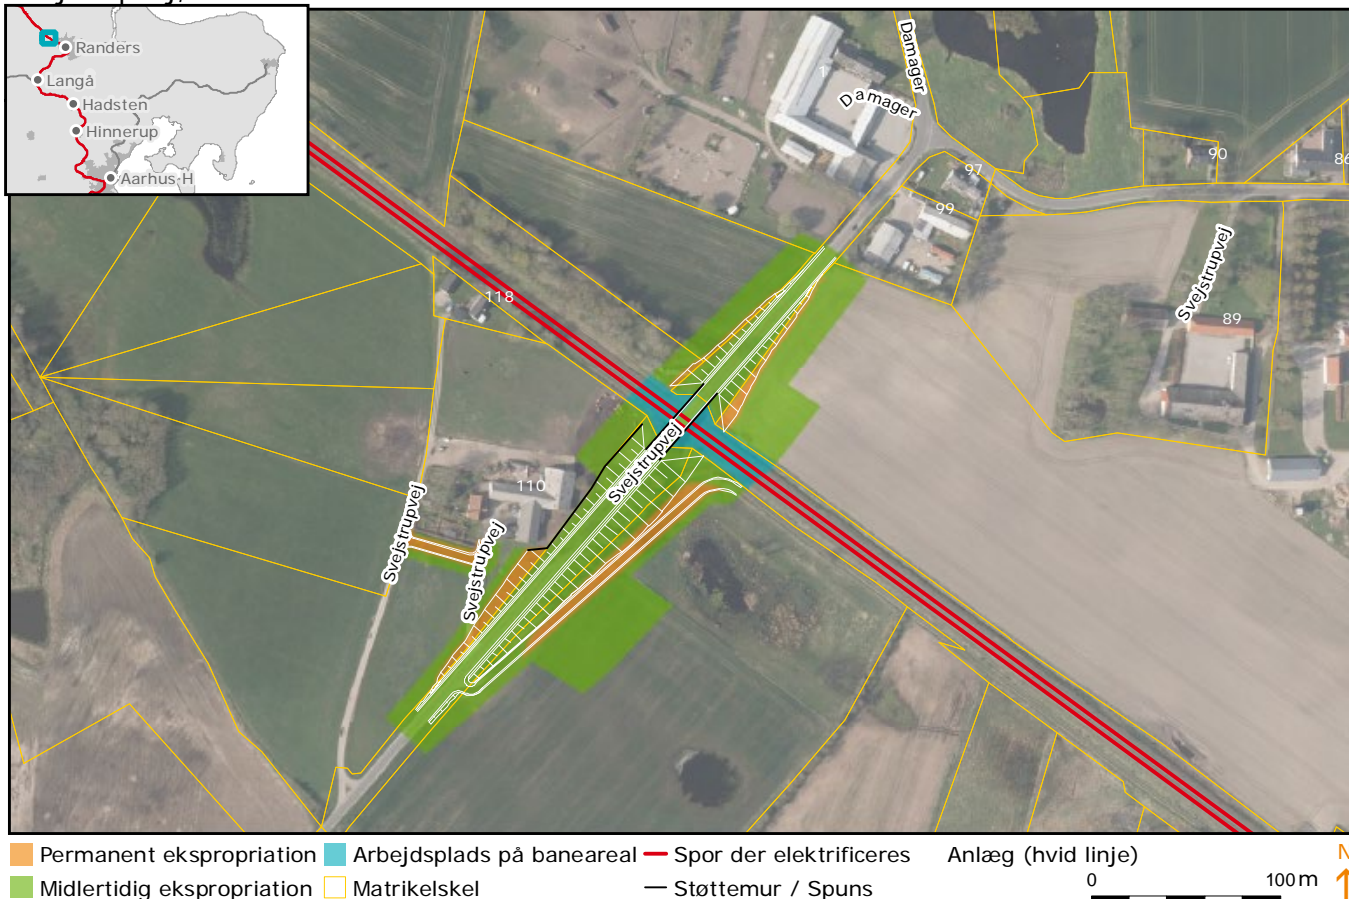 Randers
Langå
Hadsten
Hinnerup
Aarhus H
Damager
Damager
1
90
86
97
99
118
Svejstrupvej
89
Svejstrupvej
110
Svejstrupvej
Svejstrupvej
Permanent ekspropriation
Arbejdsplads på baneareal
Spor der elektrificeres
Anlæg (hvid linje)
N
Midlertidig ekspropriation
Matrikelskel
Støttemur / Spuns
0
100 m